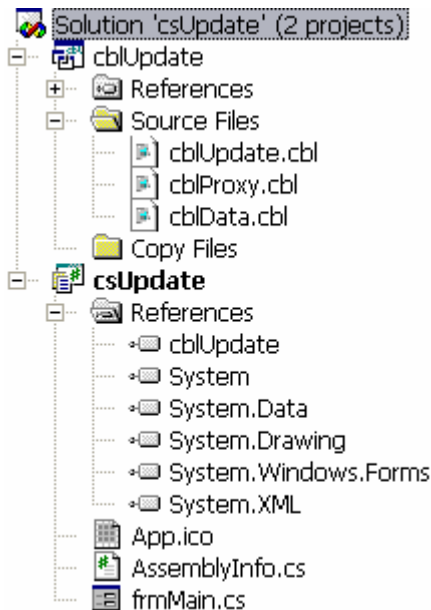 Solution 'csUpdate' (2 projects)
cblUpdate
References
Source Files
cblUpdate.cbl
cblProxy.cbl
cblData.cbl
Copy Files
csUpdate
References
cblUpdate
System
System.Data
System.Drawing
System.Windows.Forms
System.XML
App.ico
AssemblyInfo.cs
frmMain.cs